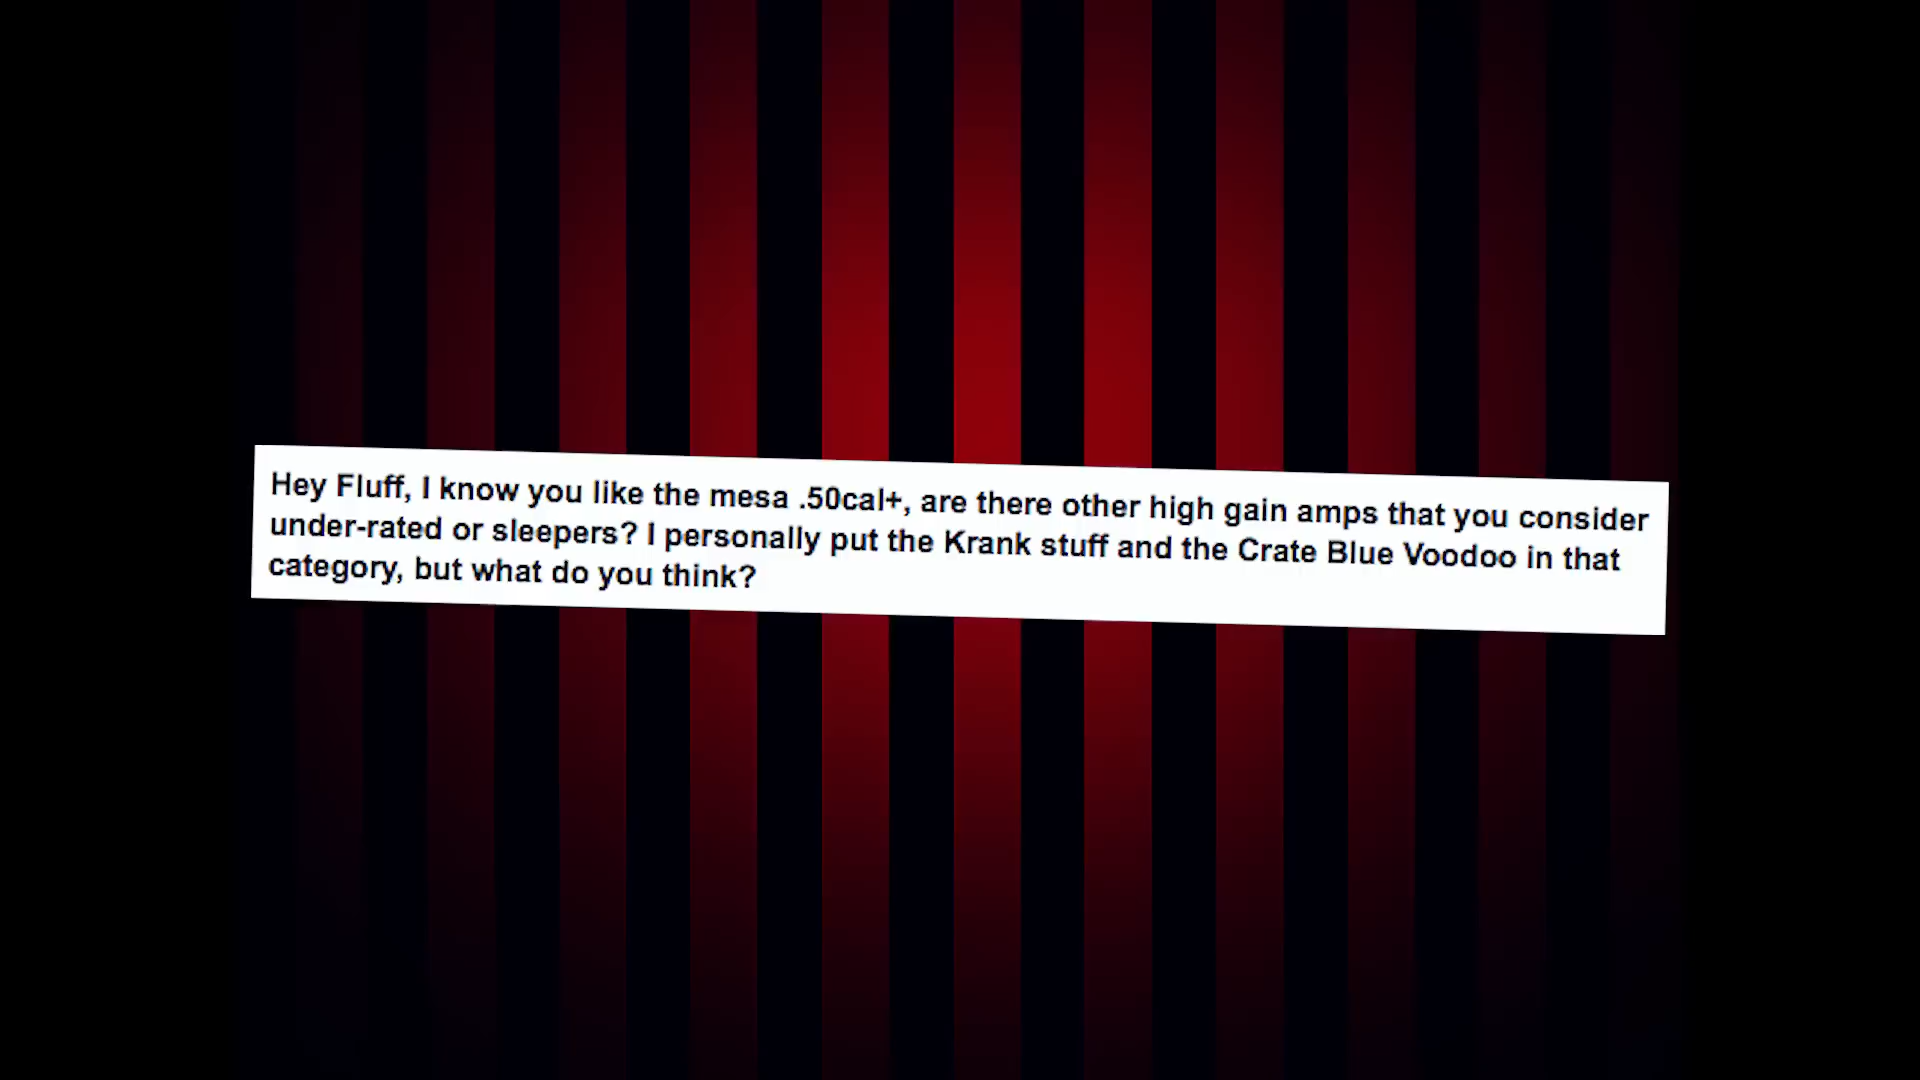 Hey Fluff, I know you like the mesa .50cal+, are there other high gain amps that you consider
under-rated or sleepers? I personally put the Krank stuff and the Crate Blue Voodoo in that
category, but what do you think?